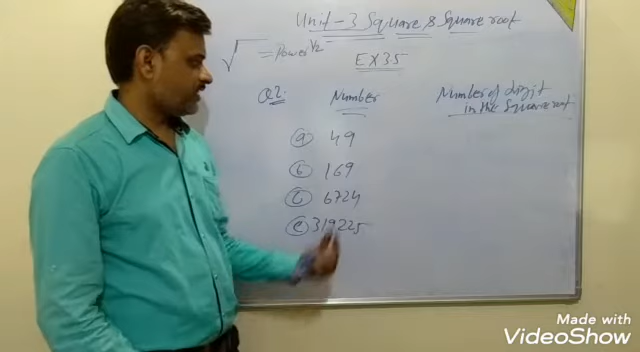 Unit-3 Square & Square root
√ = Power 1/2
EX 3.5
Q2. Number Number of digit in the Square root
(a) 49
(b) 169
(c) 6724
(e) 319225
Made with
VideoShow